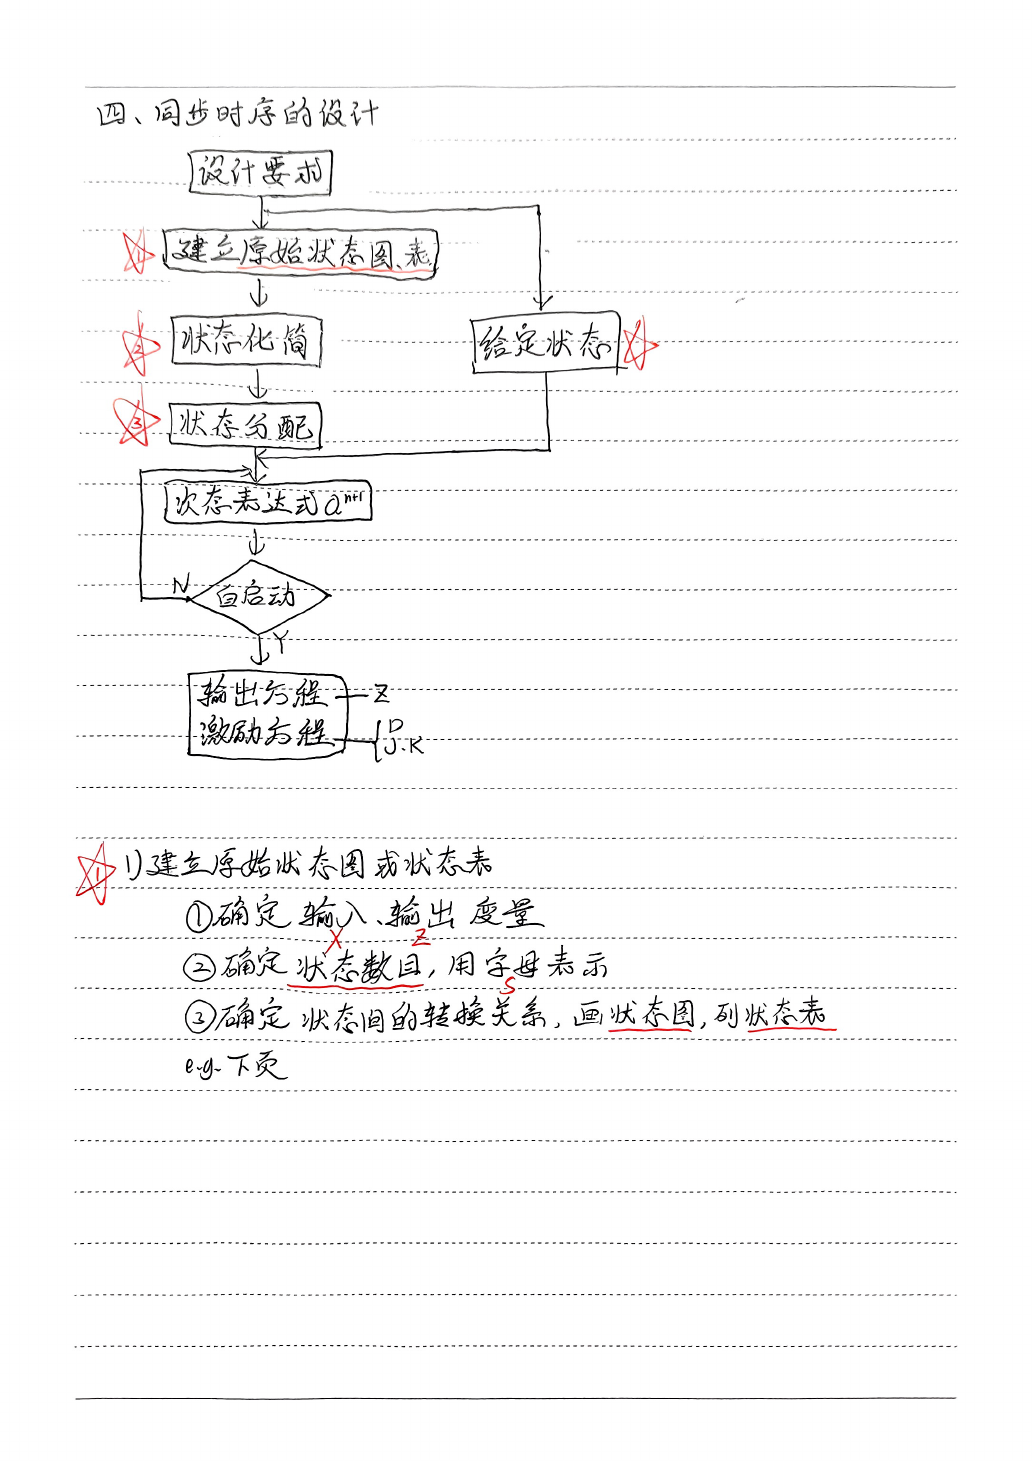 四、同步时序的设计
设计要求
1 建立原始状态图、表
2 状态化简
给定状态
3 状态分配
次态表达式 Qⁿ⁺¹
N 自启动
Y
输出方程 Z
激励方程 D
J.K
1 1)建立原始状态图或状态表
①确定 输入、输出 度量
X Z
②确定 状态数目, 用字母表示
S
③确定 状态间的转换关系, 画状态图, 列状态表
e.g. 下页